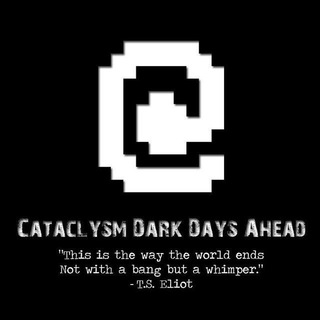 @
CATACLYSM DARK DAYS AHEAD
"This is the way the world ends
Not with a bang but a whimper."
- T.S. Eliot